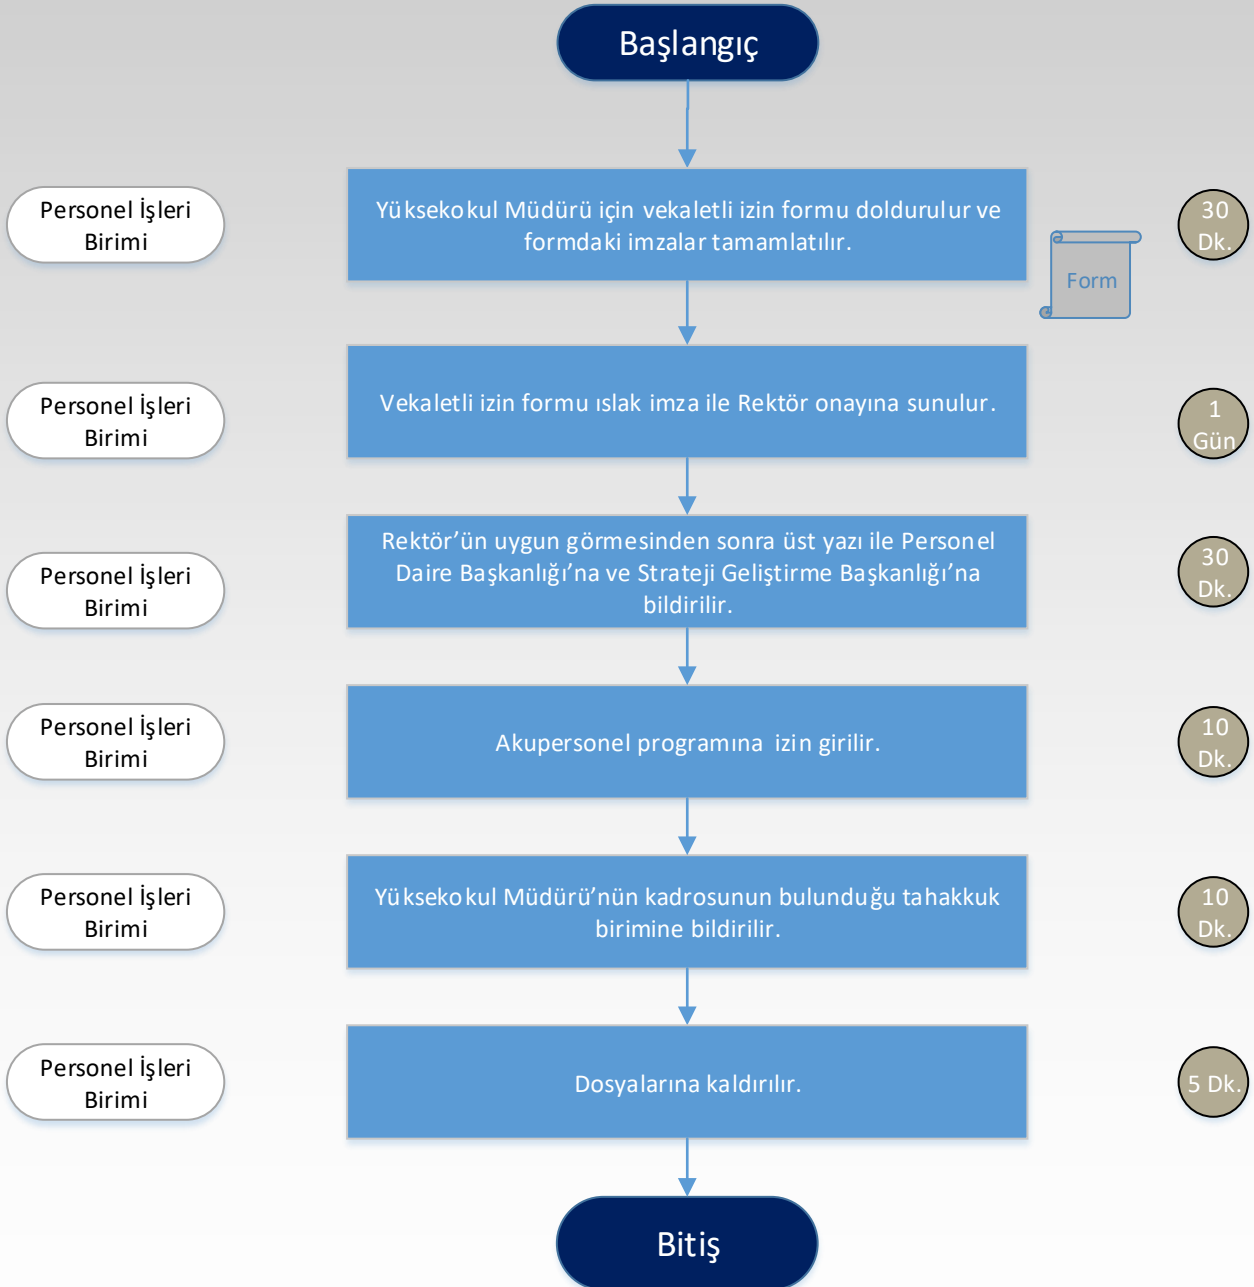 Başlangıç
Personel İşleri
Birimi
Yüksekokul Müdürü için vekaletli izin formu doldurulur ve
formdaki imzalar tamamlatılır.
30
Dk.
Form
Personel İşleri
Birimi
Vekaletli izin formu ıslak imza ile Rektör onayına sunulur.
1
Gün
Personel İşleri
Birimi
Rektör’ün uygun görmesinden sonra üst yazı ile Personel
Daire Başkanlığı’na ve Strateji Geliştirme Başkanlığı’na
bildirilir.
30
Dk.
Personel İşleri
Birimi
Akupersonel programına izin girilir.
10
Dk.
Personel İşleri
Birimi
Yüksekokul Müdürü’nün kadrosunun bulunduğu tahakkuk
birimine bildirilir.
10
Dk.
Personel İşleri
Birimi
Dosyalarına kaldırılır.
5 Dk.
Bitiş